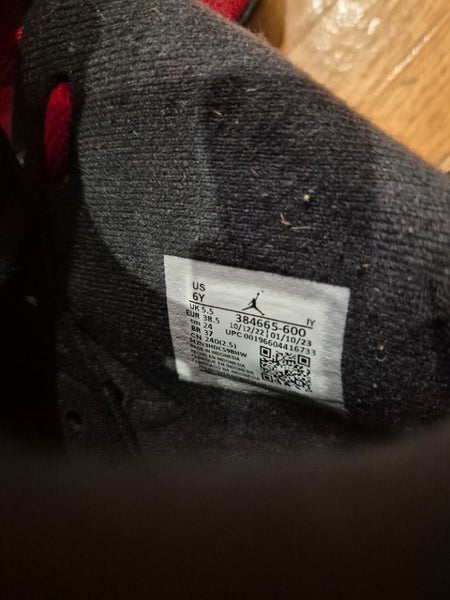 US
6Y
UK 5.5
EUR 38.5
cm 24
BR 37
CN 240(2.5)
384665-600 IY
10/12/22 01/10/23
UPC 00196604416733
MADE IN INDONESIA